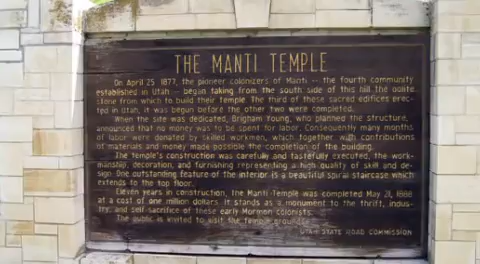 THE MANTI TEMPLE
On April 25 1877, the pioneer colonizers of Manti -- the fourth community
established in Utah -- began taking from the south side of this hill the oolite
stone from which to build their temple. The third of these sacred edifices erec-
ted in Utah, it was begun before the other two were completed.
When the site was dedicated, Brigham Young, who planned the structure,
announced that no money was to be spent for labor. Consequently many months
of labor were donated by skilled workmen, which together with contributions
of materials and money made possible the completion of the building.
The temple's construction was carefully and tastefully executed, the work-
manship, decoration, and furnishing representing a high quality of skill and de-
sign. One outstanding feature of the interior is a beautiful spiral staircase which
extends to the top floor.
Eleven years in construction, the Manti Temple was completed May 21, 1888
at a cost of one million dollars. It stands as a monument to the thrift, indus-
try, and self sacrifice of these early Mormon colonists.
The public is invited to visit the temple grounds.
UTAH STATE ROAD COMMISSION